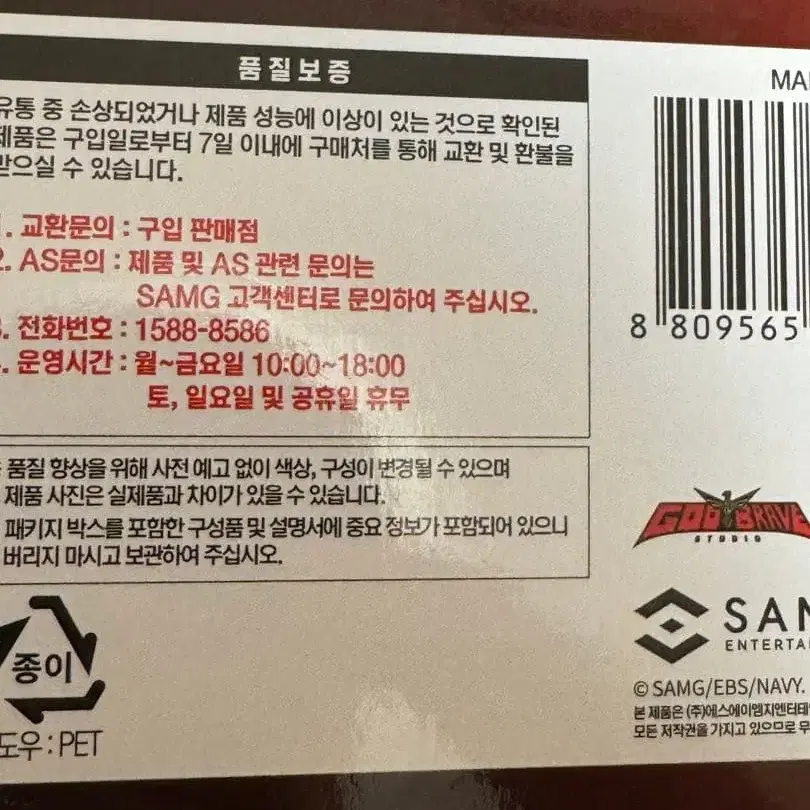 품질보증
유통 중 손상되었거나 제품 성능에 이상이 있는 것으로 확인된
제품은 구입일로부터 7일 이내에 구매처를 통해 교환 및 환불을
받으실 수 있습니다.
. 교환문의 : 구입 판매점
2. AS문의 : 제품 및 AS 관련 문의는
SAMG 고객센터로 문의하여 주십시오.
3. 전화번호 : 1588-8586
. 운영시간 : 월~금요일 10:00~18:00
토, 일요일 및 공휴일 휴무
품질 향상을 위해 사전 예고 없이 색상, 구성이 변경될 수 있으며
제품 사진은 실제품과 차이가 있을 수 있습니다.
패키지 박스를 포함한 구성품 및 설명서에 중요 정보가 포함되어 있으니
버리지 마시고 보관하여 주십시오.
종이
도우 : PET
MA
8 809565
GOD BRAVE
STUDIO
SAM
ENTERTA
© SAMG/EBS/NAVY.
본 제품은 (주)에스에이엠지엔터테
모든 저작권을 가지고 있으므로 무